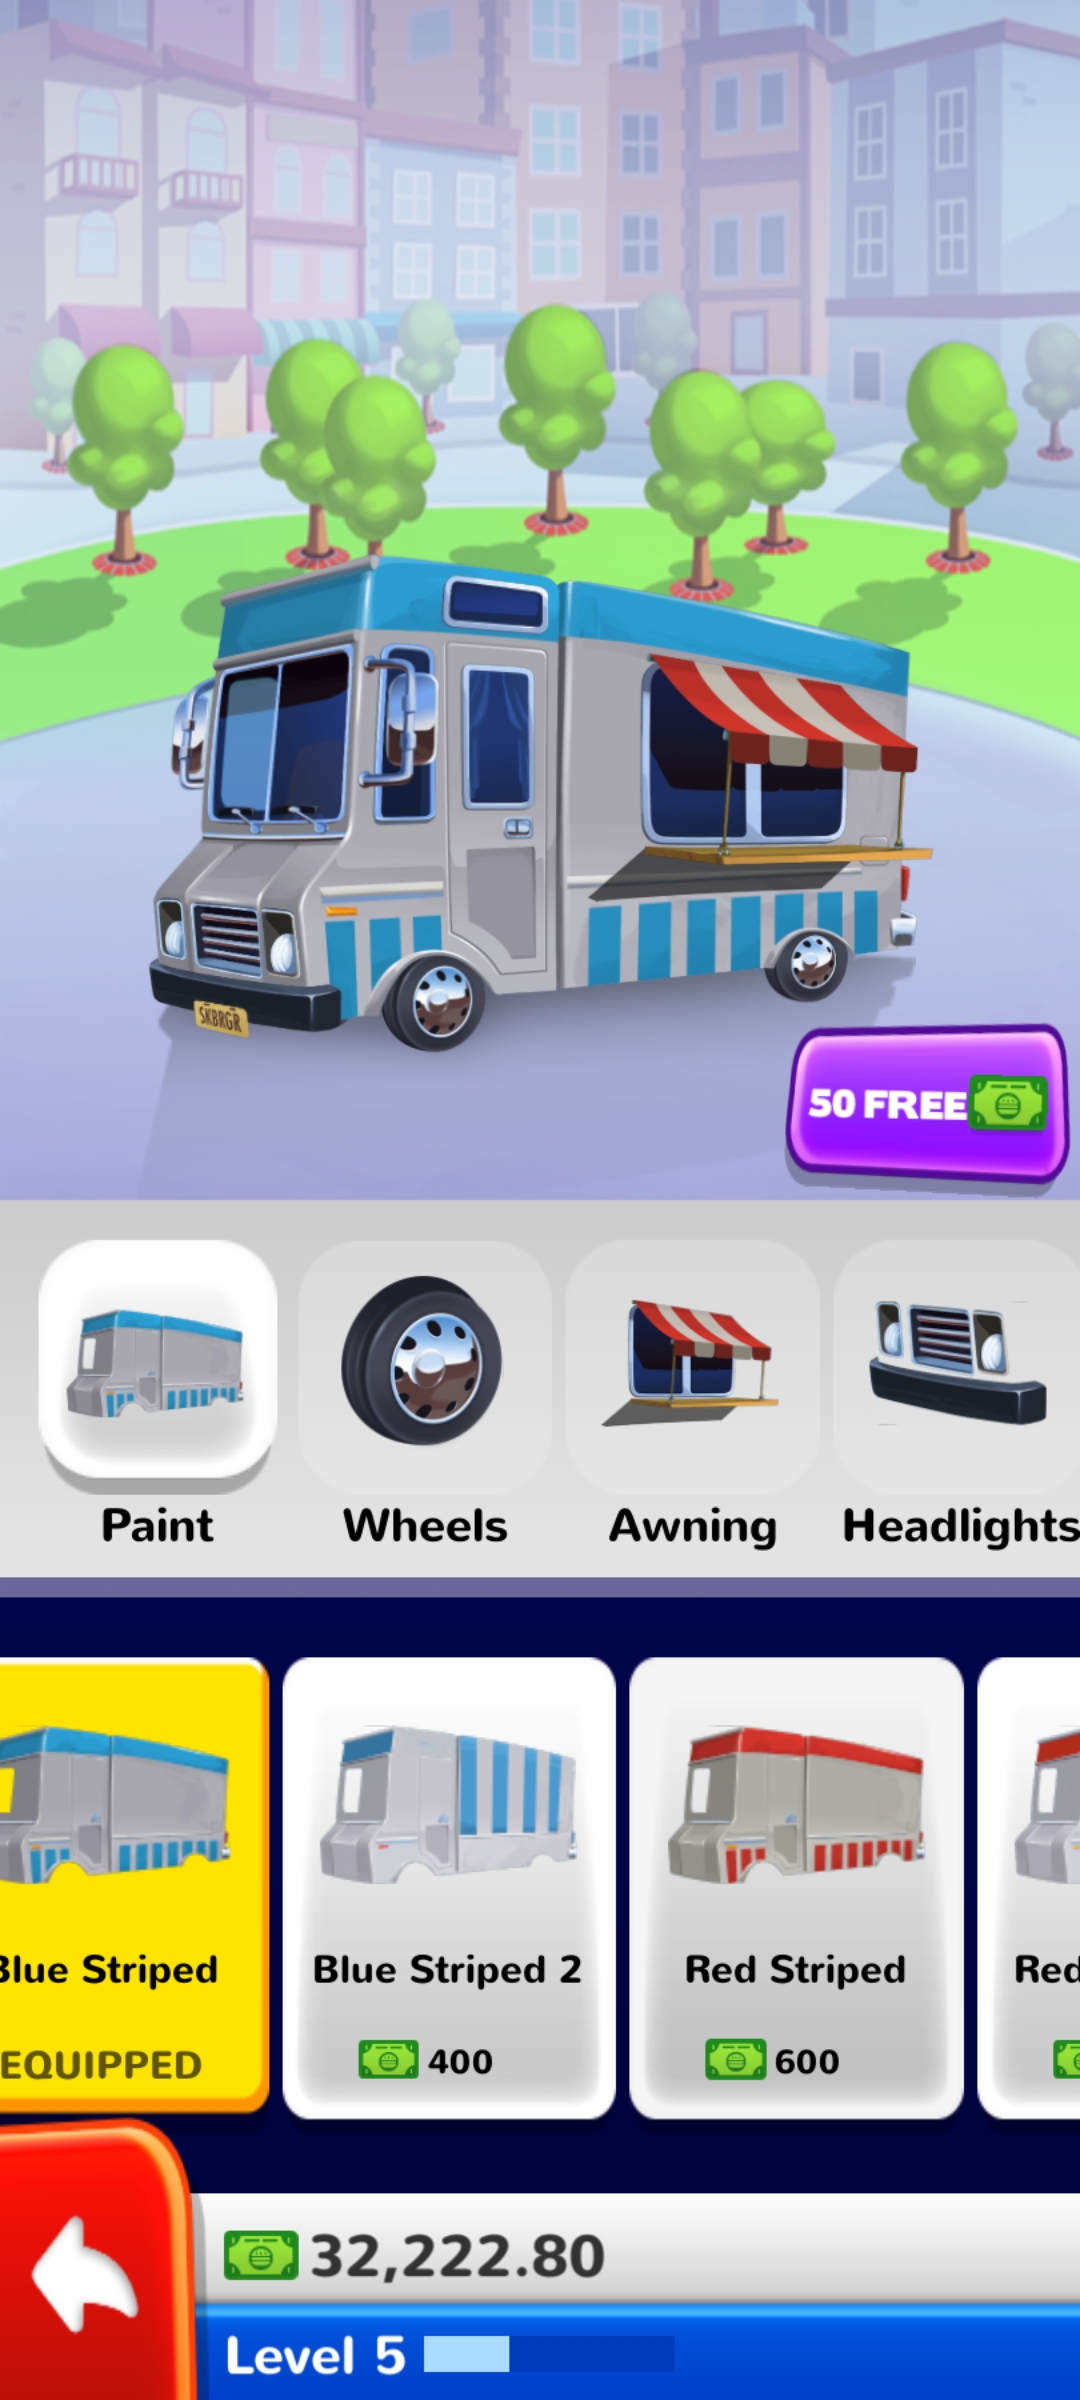 SKBRGR
50 FREE
Paint
Wheels
Awning
Headlights
Blue Striped
EQUIPPED
Blue Striped 2
400
Red Striped
600
Red
32,222.80
Level 5